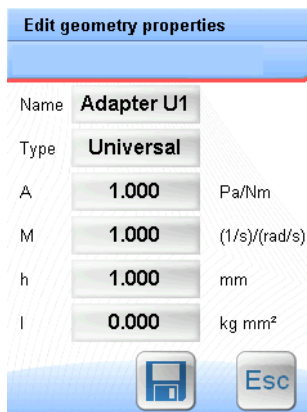 Edit geometry properties
Name Adapter U1
Type Universal
A 1.000 Pa/Nm
M 1.000 (1/s)/(rad/s)
h 1.000 mm
I 0.000 kg mm²
Esc